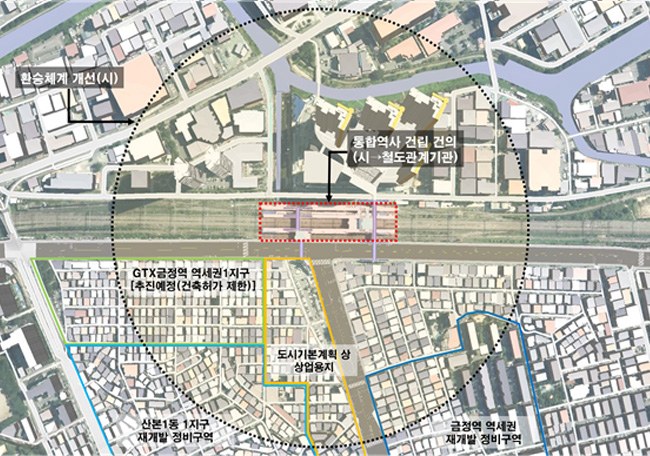 환승체계 개선(시)
통합역사 건립 건의
(시→철도관계기관)
GTX금정역 역세권1지구
[추진예정(건축허가 제한)]
도시기본계획 상
상업용지
산본1동 1지구
재개발 정비구역
금정역 역세권
재개발 정비구역